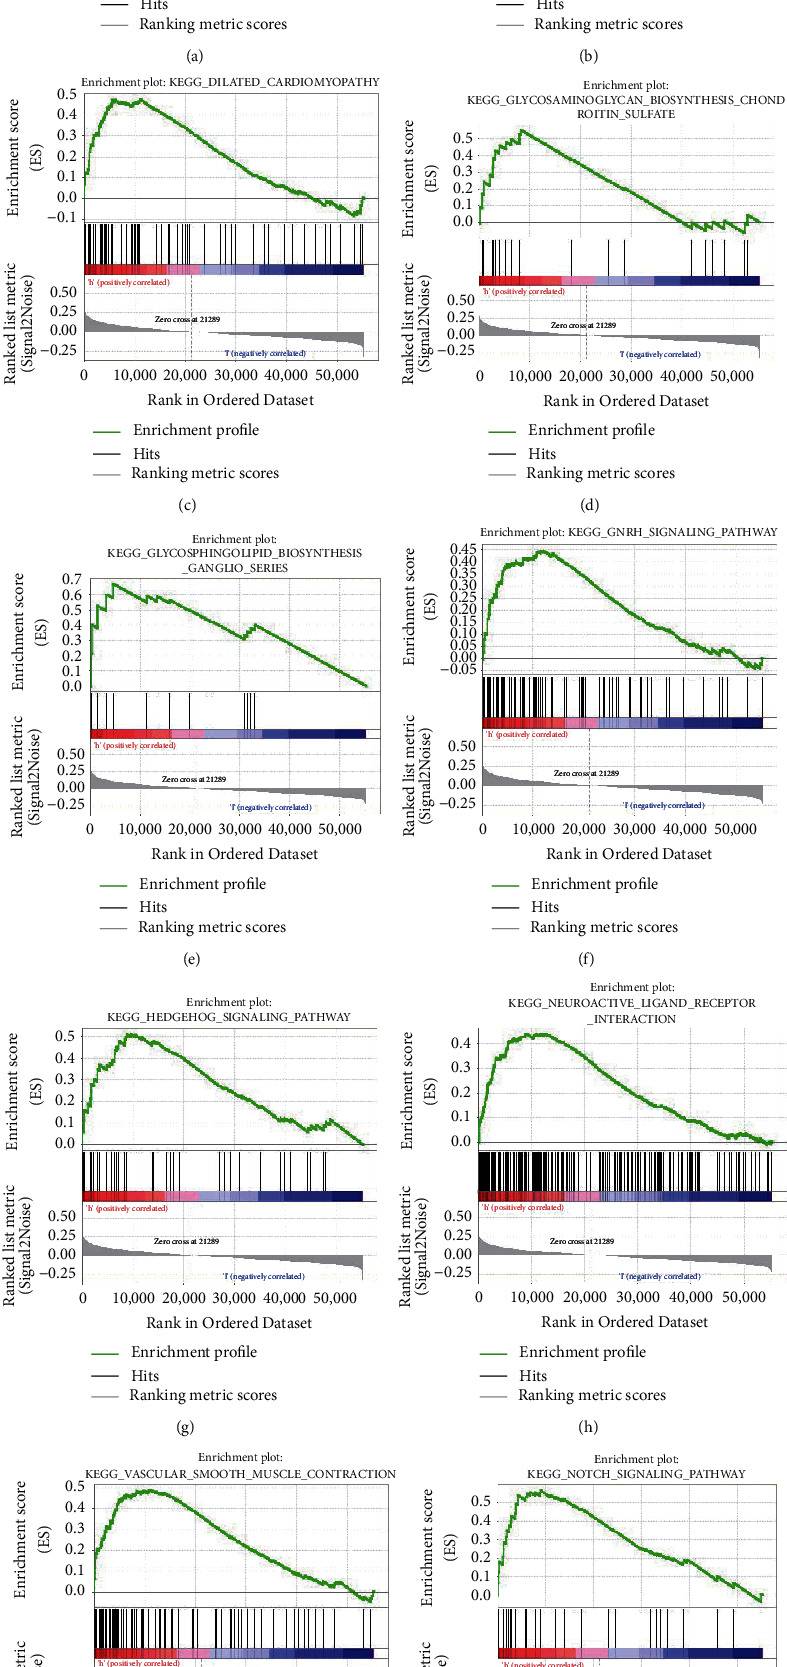 Hits
Ranking metric scores
(a)
Hits
Ranking metric scores
(b)
Enrichment plot: KEGG_DILATED_CARDIOMYOPATHY
Enrichment score
(ES)
0.5
0.4
0.3
0.2
0.1
0.0
−0.1
'h' (positively correlated)
Ranked list metric
(Signal2Noise)
0.50
0.25
0.00
−0.25
Zero cross at 21289
'l' (negatively correlated)
0 10,000 20,000 30,000 40,000 50,000
Rank in Ordered Dataset
Enrichment profile
Hits
Ranking metric scores
(c)
Enrichment plot:
KEGG_GLYCOSAMINOGLYCAN_BIOSYNTHESIS_CHOND
ROITIN_SULFATE
Enrichment score
(ES)
0.5
0.4
0.3
0.2
0.1
0.0
'h' (positively correlated)
Ranked list metric
(Signal2Noise)
0.50
0.25
0.00
−0.25
Zero cross at 21289
'l' (negatively correlated)
0 10,000 20,000 30,000 40,000 50,000
Rank in Ordered Dataset
Enrichment profile
Hits
Ranking metric scores
(d)
Enrichment plot:
KEGG_GLYCOSPHINGOLIPID_BIOSYNTHESIS
_GANGLIO_SERIES
Enrichment score
(ES)
0.7
0.6
0.5
0.4
0.3
0.2
0.1
0.0
'h' (positively correlated)
Ranked list metric
(Signal2Noise)
0.50
0.25
0.00
−0.25
Zero cross at 21289
'l' (negatively correlated)
0 10,000 20,000 30,000 40,000 50,000
Rank in Ordered Dataset
Enrichment profile
Hits
Ranking metric scores
(e)
Enrichment plot: KEGG_GNRH_SIGNALING_PATHWAY
Enrichment score
(ES)
0.45
0.40
0.35
0.30
0.25
0.20
0.15
0.10
0.05
0.00
−0.05
'h' (positively correlated)
Ranked list metric
(Signal2Noise)
0.50
0.25
0.00
−0.25
Zero cross at 21289
'l' (negatively correlated)
0 10,000 20,000 30,000 40,000 50,000
Rank in Ordered Dataset
Enrichment profile
Hits
Ranking metric scores
(f)
Enrichment plot:
KEGG_HEDGEHOG_SIGNALING_PATHWAY
Enrichment score
(ES)
0.5
0.4
0.3
0.2
0.1
0.0
'h' (positively correlated)
Ranked list metric
(Signal2Noise)
0.50
0.25
0.00
−0.25
Zero cross at 21289
'l' (negatively correlated)
0 10,000 20,000 30,000 40,000 50,000
Rank in Ordered Dataset
Enrichment profile
Hits
Ranking metric scores
(g)
Enrichment plot:
KEGG_NEUROACTIVE_LIGAND_RECEPTOR
_INTERACTION
Enrichment score
(ES)
0.4
0.3
0.2
0.1
0.0
'h' (positively correlated)
Ranked list metric
(Signal2Noise)
0.50
0.25
0.00
−0.25
Zero cross at 21289
'l' (negatively correlated)
0 10,000 20,000 30,000 40,000 50,000
Rank in Ordered Dataset
Enrichment profile
Hits
Ranking metric scores
(h)
Enrichment plot:
KEGG_VASCULAR_SMOOTH_MUSCLE_CONTRACTION
Enrichment score
(ES)
0.5
0.4
0.3
0.2
0.1
0.0
'h' (positively correlated)
Enrichment plot:
KEGG_NOTCH_SIGNALING_PATHWAY
Enrichment score
(ES)
0.5
0.4
0.3
0.2
0.1
0.0
'h' (positively correlated)